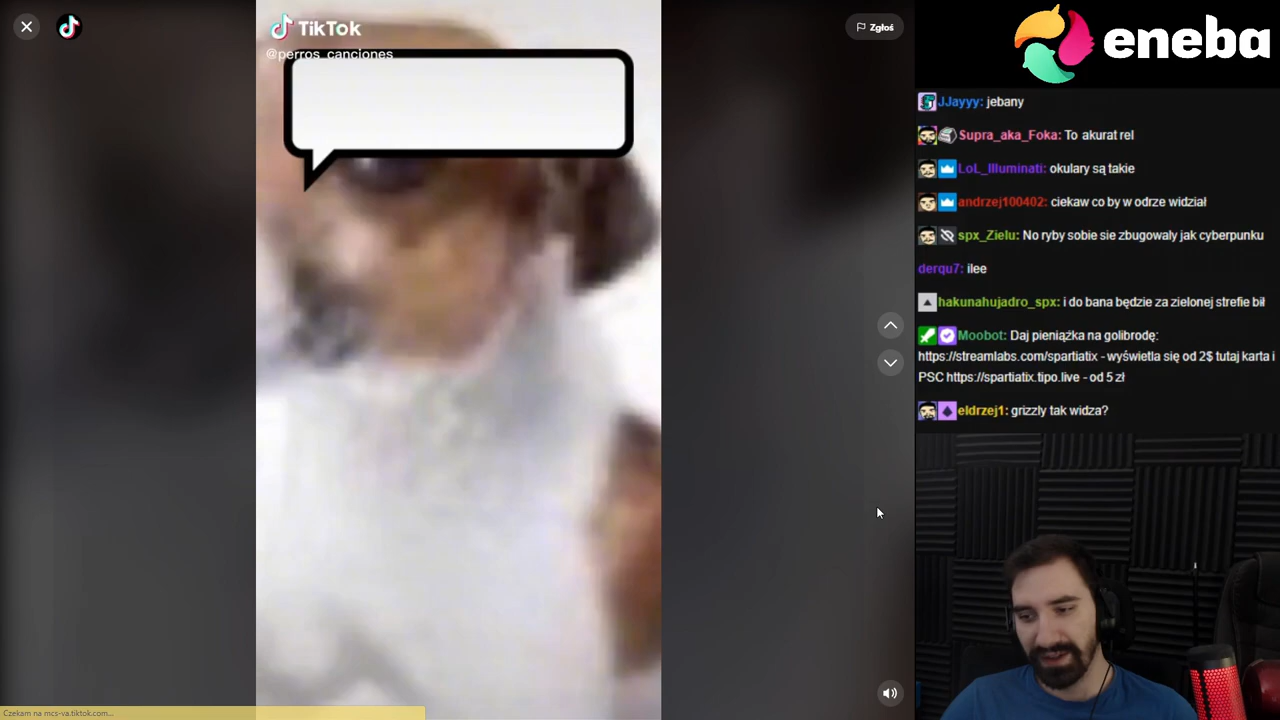 TikTok
@perros_canciones
Zgłoś
eneba
JJayyy: jebany
Supra_aka_Foka: To akurat rel
LoL_Illuminati: okulary są takie
andrzej100402: ciekaw co by w odrze widział
spx_Zielu: No ryby sobie sie zbugowaly jak cyberpunku
derqu7: ilee
hakunahujadro_spx: i do bana będzie za zielonej strefie bił
Moobot: Daj pieniążka na golibrodę:
https://streamlabs.com/spartiatix - wyświetla się od 2$ tutaj karta i
PSC https://spartiatix.tipo.live - od 5 zł
eldrzej1: grizzly tak widza?
Czekam na mcs-va.tiktok.com...